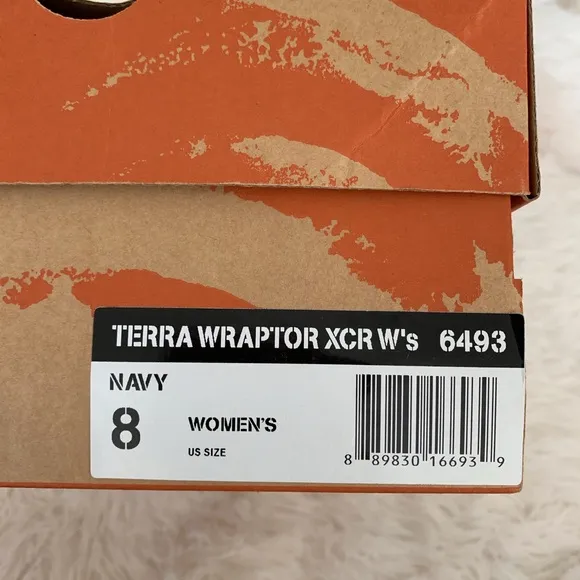 TERRA WRAPTOR XCR W's 6493
NAVY
8 WOMEN'S
US SIZE
8 89830 16693 9